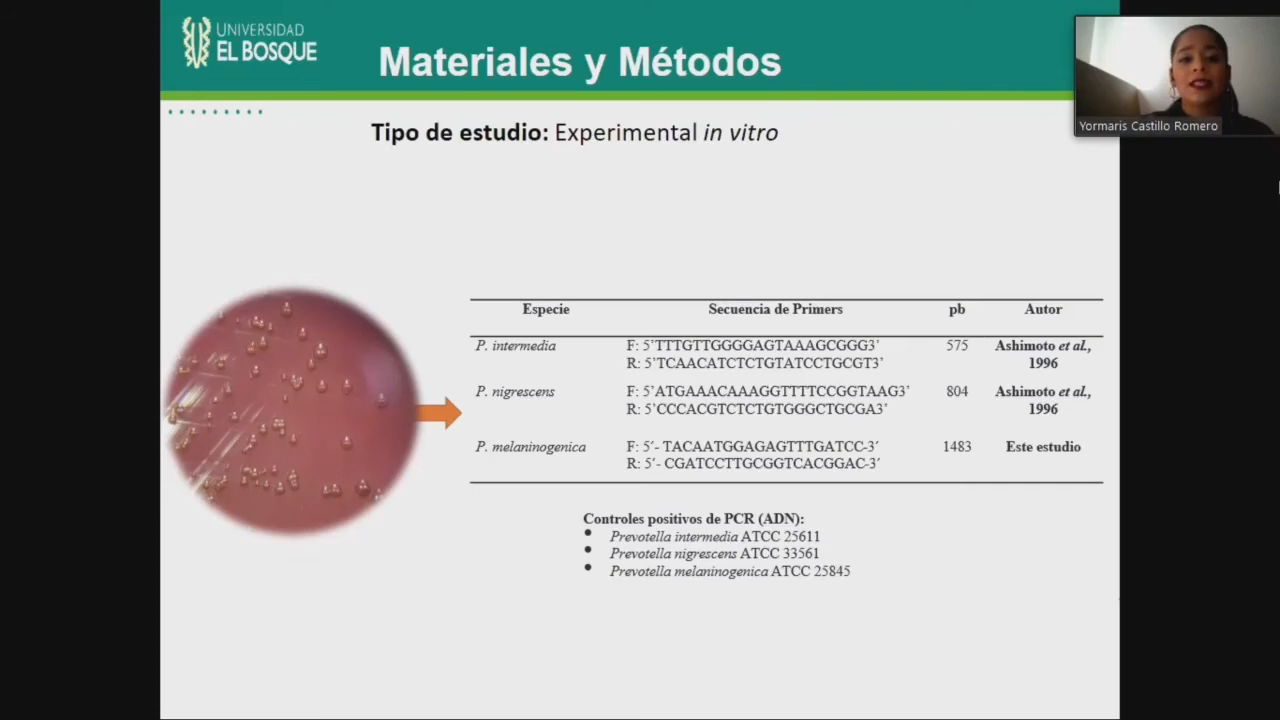 UNIVERSIDAD
EL BOSQUE
Materiales y Métodos
Yormaris Castillo Romero
Tipo de estudio: Experimental in vitro
Especie Secuencia de Primers pb Autor
P. intermedia F: 5’TTTGTTGGGGAGTAAAGCGGG3’ 575 Ashimoto et al.,
R: 5’TCAACATCTCTGTATCCTGCGT3’ 1996
P. nigrescens F: 5’ATGAAACAAAGGTTTTCCGGTAAG3’ 804 Ashimoto et al.,
R: 5’CCCACGTCTCTGTGGGCTGCGA3’ 1996
P. melaninogenica F: 5´- TACAATGGAGAGTTTGATCC-3´ 1483 Este estudio
R: 5´- CGATCCTTGCGGTCACGGAC-3´
Controles positivos de PCR (ADN):
• Prevotella intermedia ATCC 25611
• Prevotella nigrescens ATCC 33561
• Prevotella melaninogenica ATCC 25845